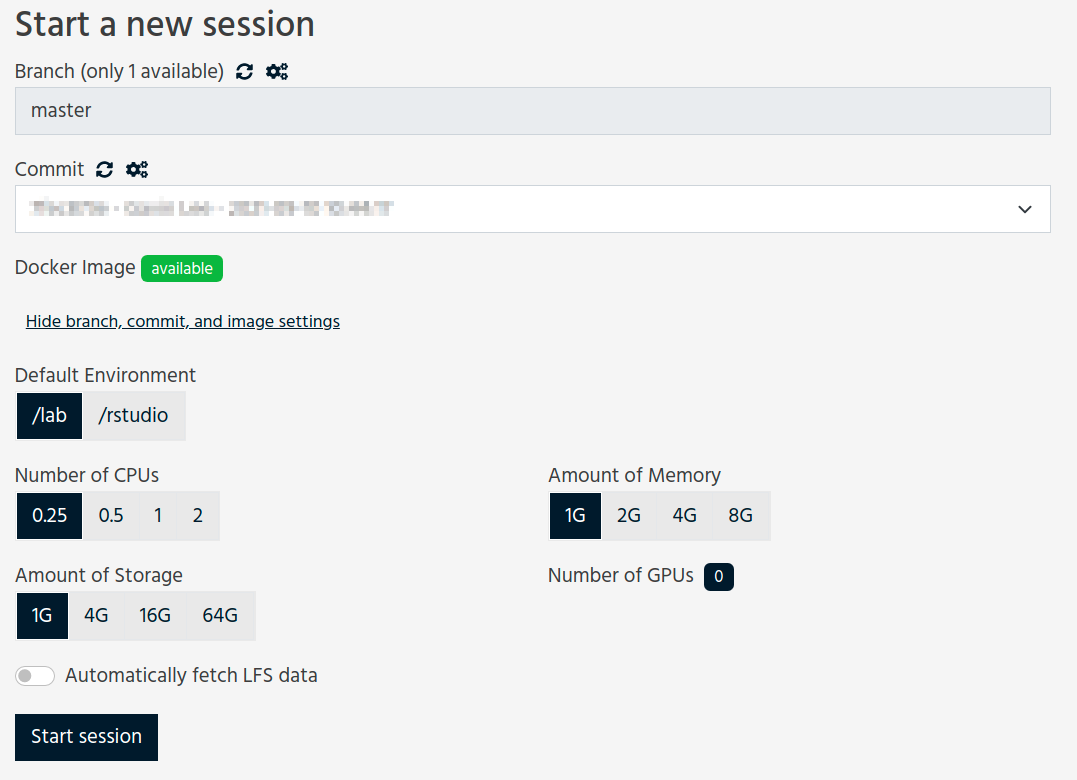 Start a new session
Branch (only 1 available)
master
Commit
Docker Image available
Hide branch, commit, and image settings
Default Environment
/lab /rstudio
Number of CPUs
0.25 0.5 1 2
Amount of Memory
1G 2G 4G 8G
Amount of Storage
1G 4G 16G 64G
Number of GPUs 0
Automatically fetch LFS data
Start session